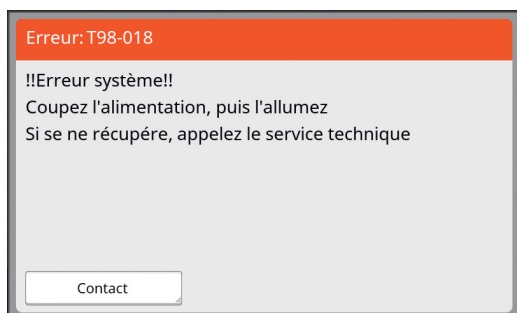 Erreur: T98-018
!!Erreur système!!
Coupez l'alimentation, puis l'allumez
Si se ne récupére, appelez le service technique
Contact